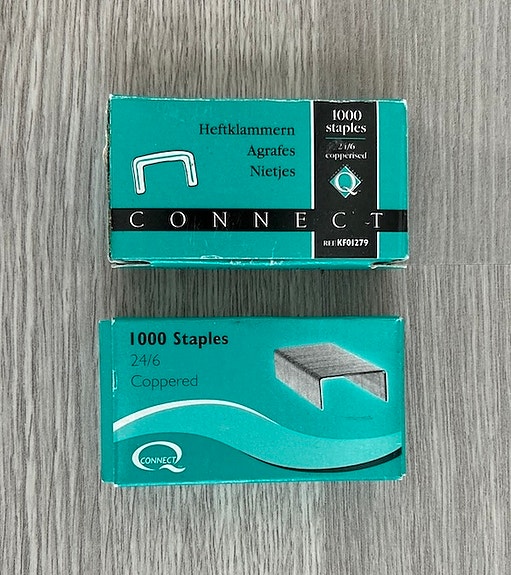 Heftklammern
Agrafes
Nietjes
1000
staples
24/6
copperised
Q
CONNECT
REF KF01279
1000 Staples
24/6
Coppered
Q CONNECT